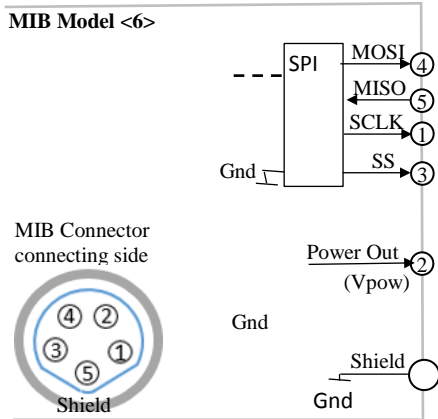 MIB Model <6>
SPI
MOSI
4
MISO
5
SCLK
1
Gnd
SS
3
MIB Connector
connecting side
Power Out
2
(Vpow)
4 2
3 1
5
Shield
Gnd
Shield
Gnd